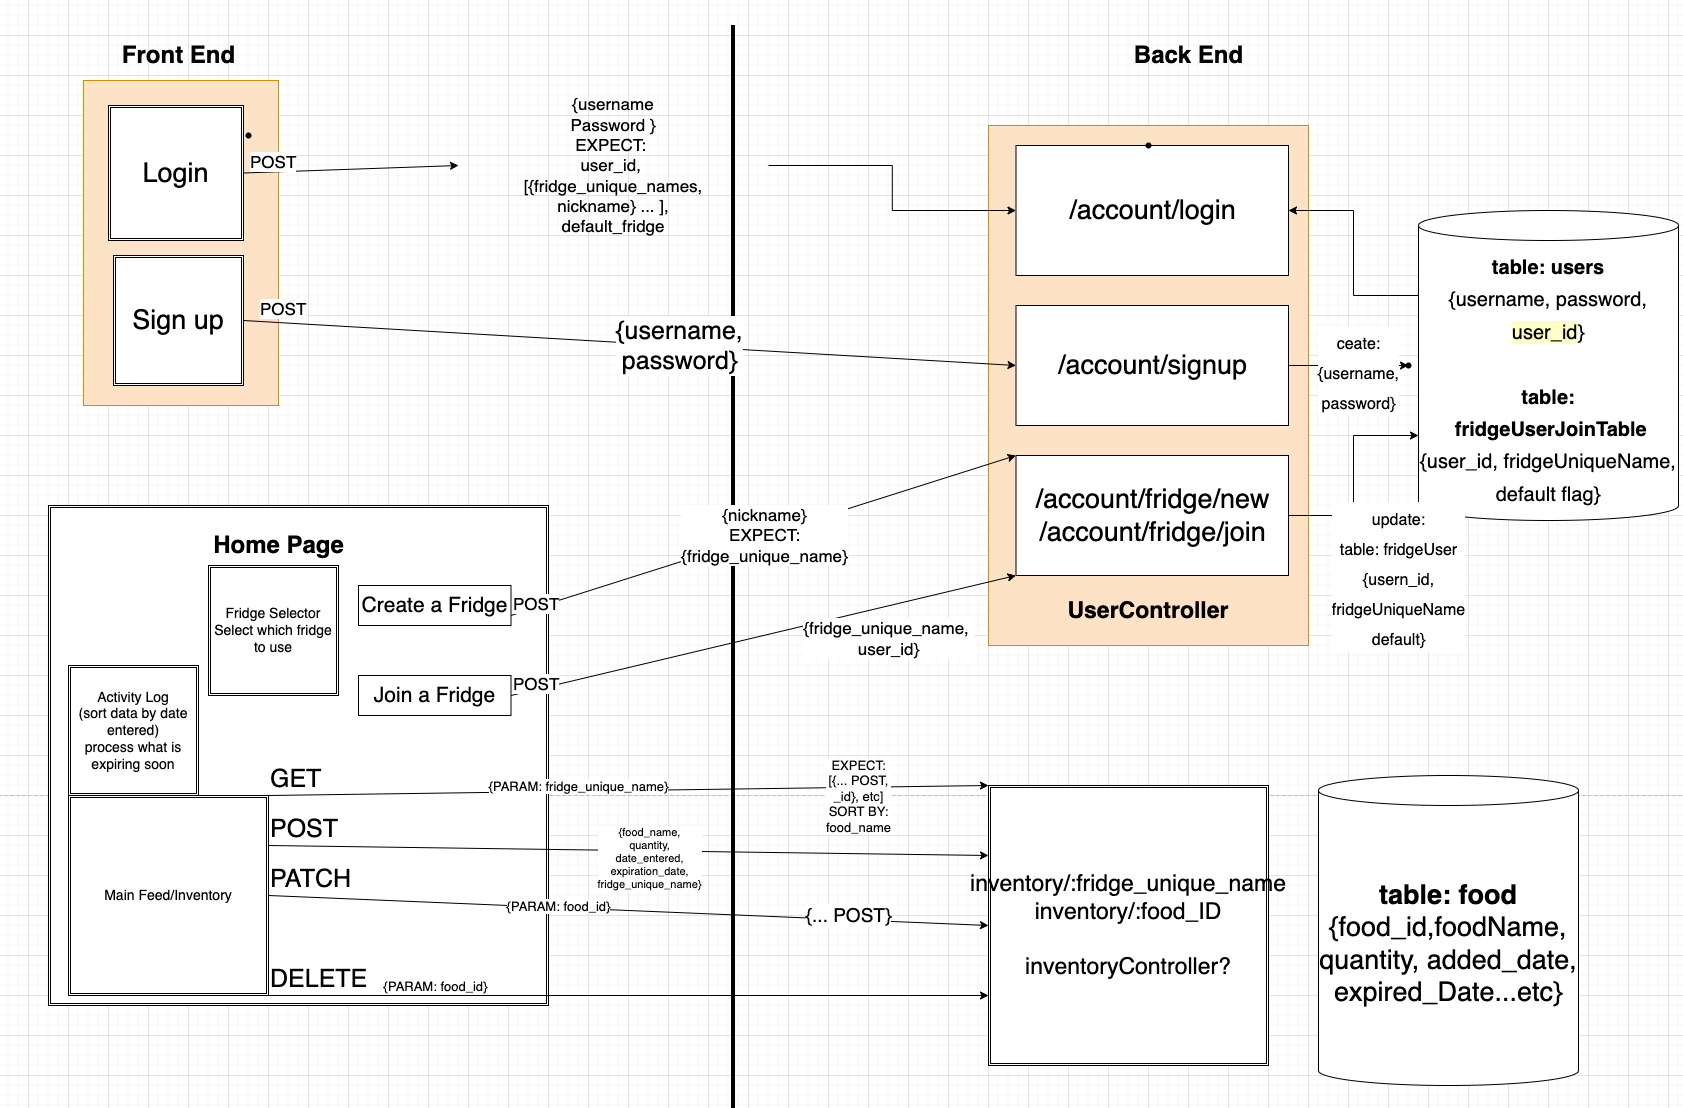 Front End
Back End
Login
POST
{username
Password }
EXPECT:
user_id,
[{fridge_unique_names,
nickname} ... ],
default_fridge
/account/login
Sign up
POST
{username,
password}
/account/signup
ceate:
{username,
password}
table: users
{username, password,
user_id}
table:
fridgeUserJoinTable
{user_id, fridgeUniqueName,
default flag}
/account/fridge/new
/account/fridge/join
UserController
update:
table: fridgeUser
{usern_id,
fridgeUniqueName
default}
Home Page
Fridge Selector
Select which fridge
to use
Create a Fridge
POST
{nickname}
EXPECT:
{fridge_unique_name}
Join a Fridge
POST
{fridge_unique_name,
user_id}
Activity Log
(sort data by date
entered)
process what is
expiring soon
Main Feed/Inventory
GET
{PARAM: fridge_unique_name}
EXPECT:
[{... POST,
_id}, etc]
SORT BY:
food_name
POST
{food_name,
quantity,
date_entered,
expiration_date,
fridge_unique_name}
PATCH
{PARAM: food_id}
{... POST}
DELETE
{PARAM: food_id}
inventory/:fridge_unique_name
inventory/:food_ID
inventoryController?
table: food
{food_id,foodName,
quantity, added_date,
expired_Date...etc}